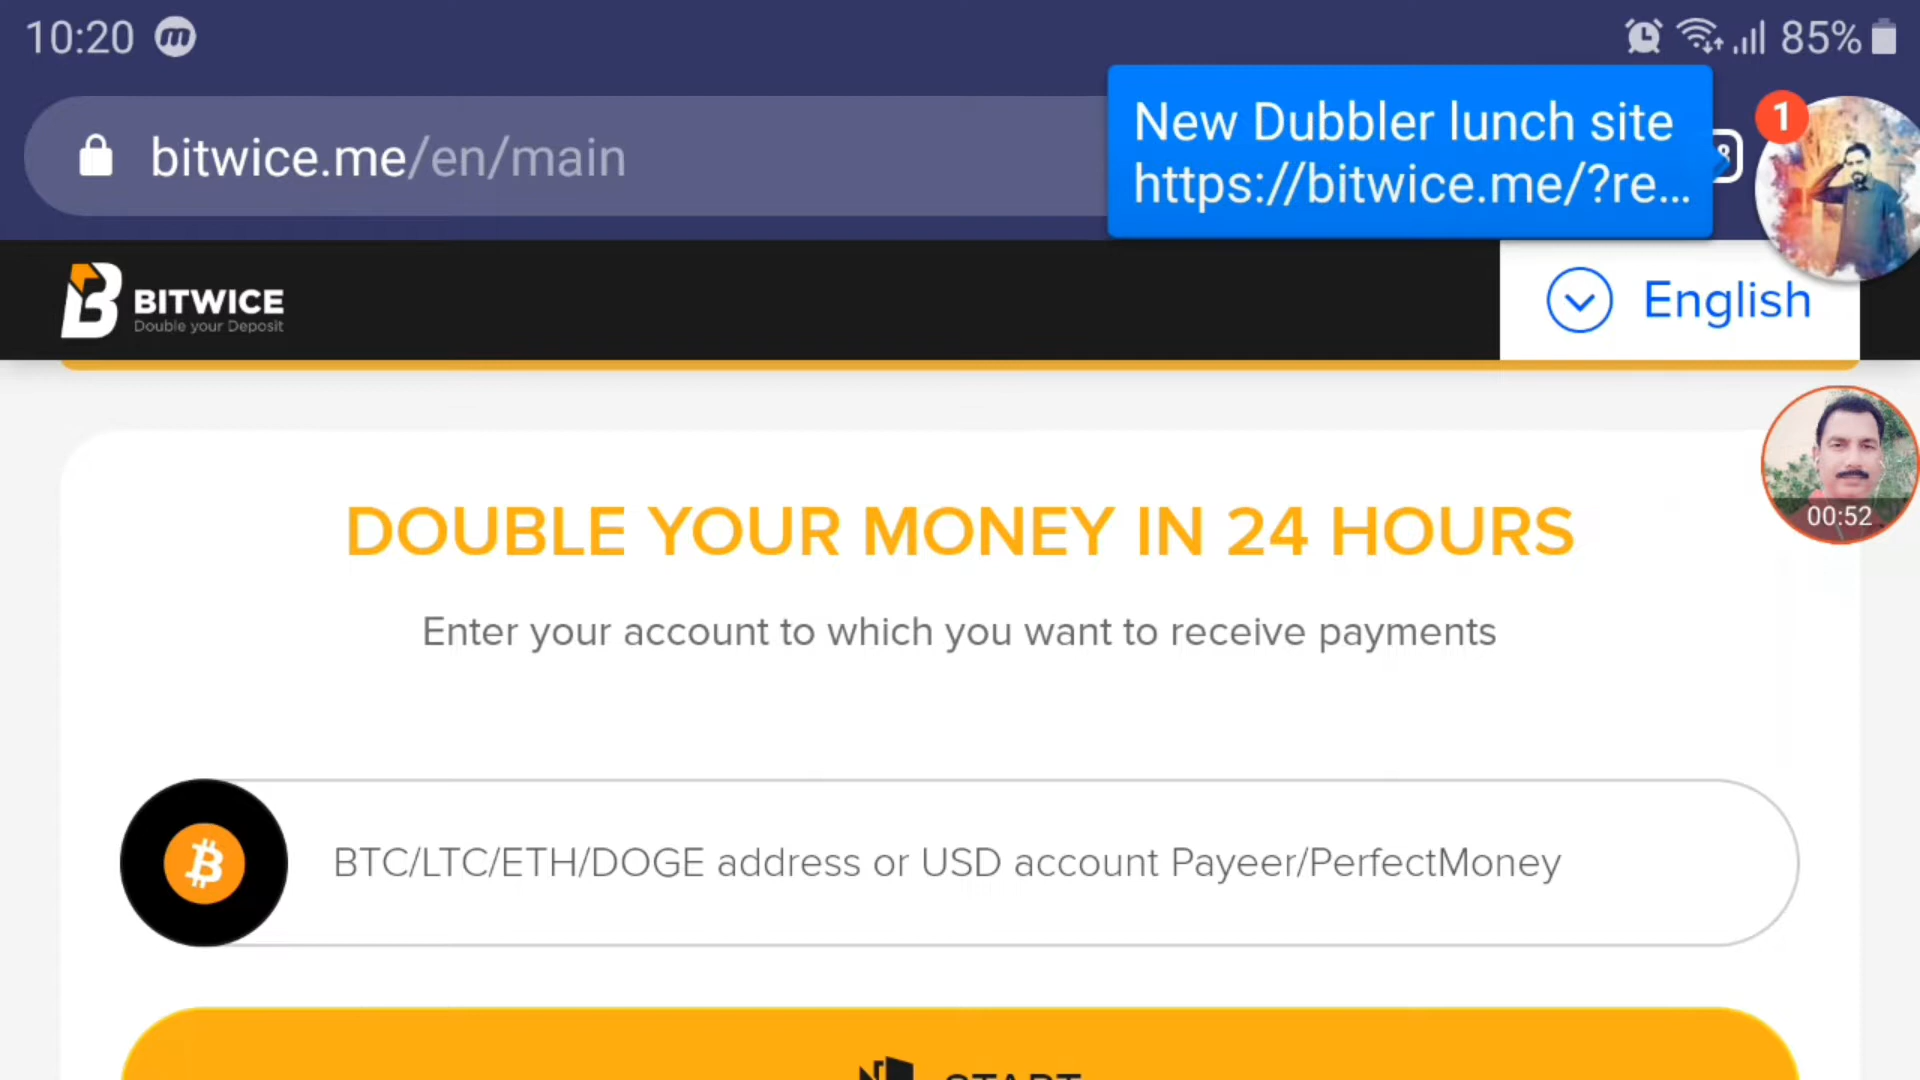 10:20
85%
bitwice.me/en/main
New Dubbler lunch site
https://bitwice.me/?re...
1
BITWICE
Double your Deposit
English
00:52
DOUBLE YOUR MONEY IN 24 HOURS
Enter your account to which you want to receive payments
BTC/LTC/ETH/DOGE address or USD account Payeer/PerfectMoney
START